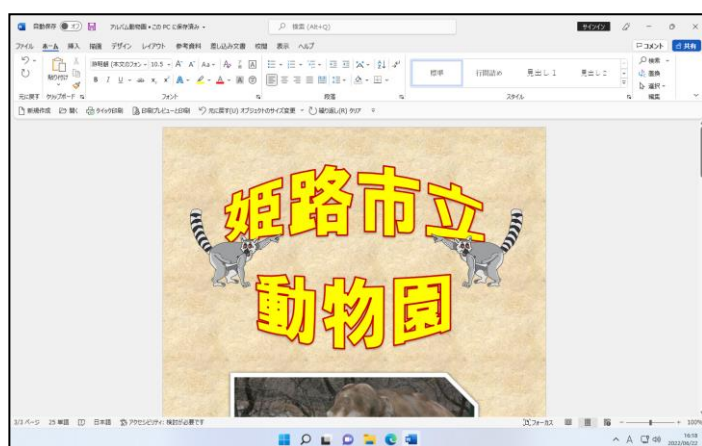 自動保存
アルバム動物園 • この PC に保存済み
検索 (Alt+Q)
サインイン
ファイル ホーム 挿入 描画 デザイン レイアウト 参考資料 差し込み文書 校閲 表示 ヘルプ
コメント 共有
貼り付け
游明朝 (本文のフォン 10.5
標準 行間詰め 見出し 1 見出し 2
検索
置換
選択
元に戻す クリップボード フォント 段落 スタイル 編集
新規作成 開く クイック印刷 印刷プレビューと印刷 元に戻す(U) オブジェクトのサイズ変更 繰り返し(R) クリア
姫路市立
動物園
3/3 ページ 25 単語 日本語 アクセシビリティ: 検討が必要です フォーカス 100%
A 16:18
2022/06/22